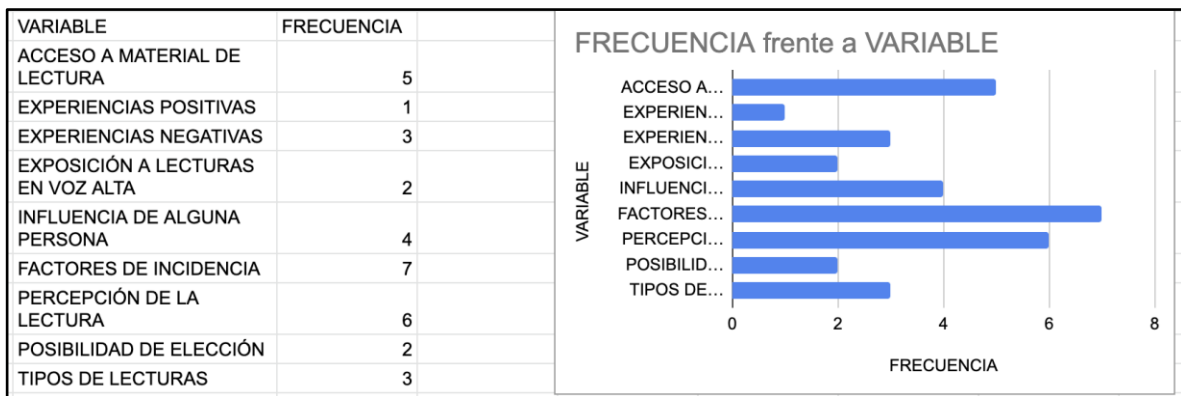 VARIABLE FRECUENCIA
ACCESO A MATERIAL DE
LECTURA 5
EXPERIENCIAS POSITIVAS 1
EXPERIENCIAS NEGATIVAS 3
EXPOSICIÓN A LECTURAS
EN VOZ ALTA 2
INFLUENCIA DE ALGUNA
PERSONA 4
FACTORES DE INCIDENCIA 7
PERCEPCIÓN DE LA
LECTURA 6
POSIBILIDAD DE ELECCIÓN 2
TIPOS DE LECTURAS 3
FRECUENCIA frente a VARIABLE
VARIABLE
ACCESO A...
EXPERIEN...
EXPERIEN...
EXPOSICI...
INFLUENCI...
FACTORES...
PERCEPCI...
POSIBILID...
TIPOS DE...
0 2 4 6 8
FRECUENCIA